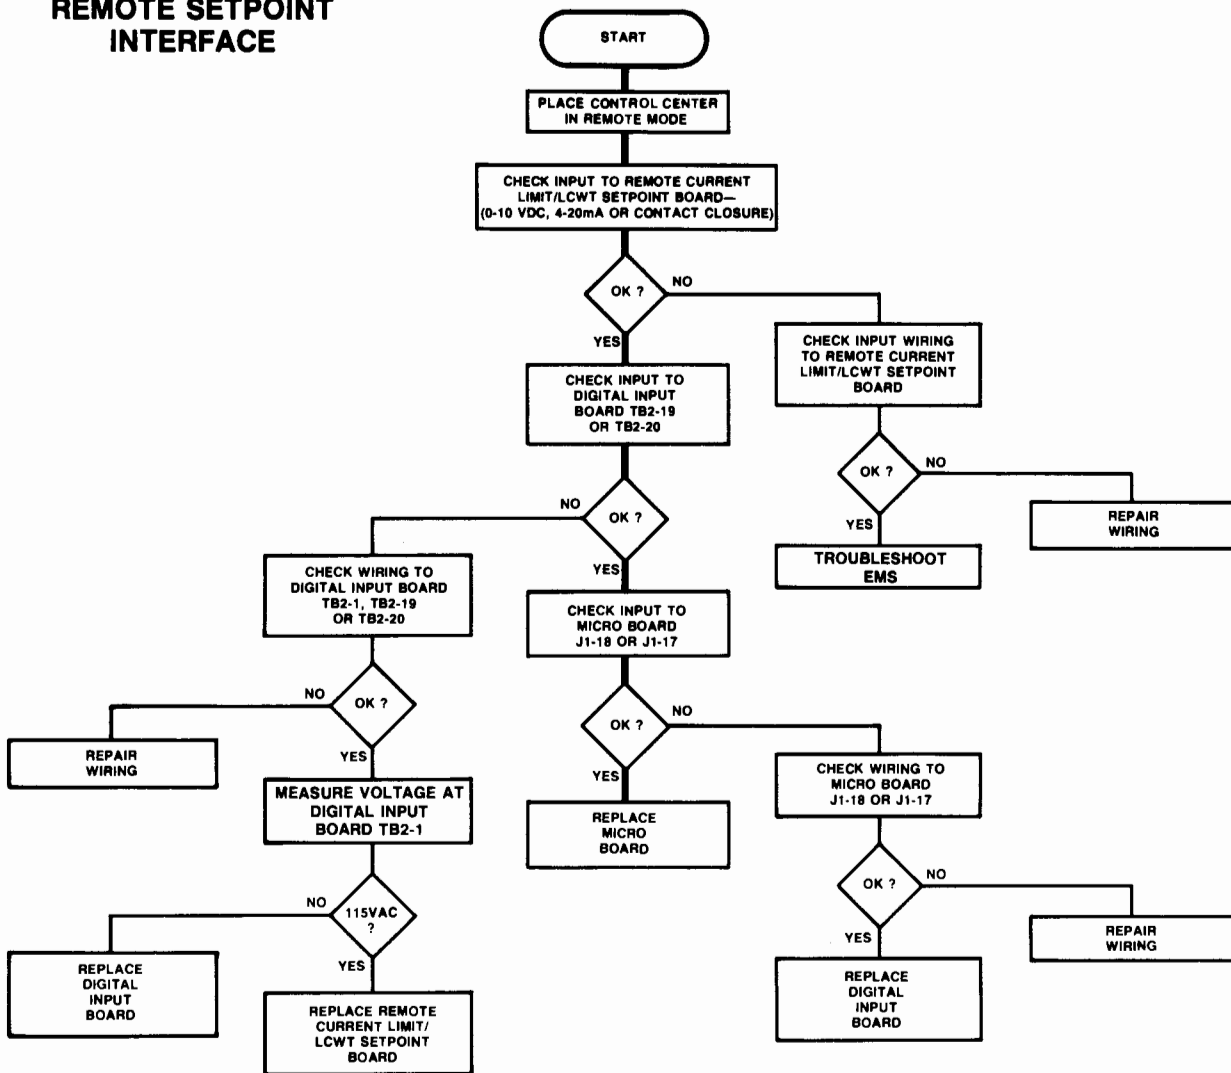 REMOTE SETPOINT
INTERFACE
START
PLACE CONTROL CENTER
IN REMOTE MODE
CHECK INPUT TO REMOTE CURRENT
LIMIT/LCWT SETPOINT BOARD—
(0-10 VDC, 4-20mA OR CONTACT CLOSURE)
OK ?
NO
YES
CHECK INPUT WIRING
TO REMOTE CURRENT
LIMIT/LCWT SETPOINT
BOARD
CHECK INPUT TO
DIGITAL INPUT
BOARD TB2-19
OR TB2-20
OK ?
NO
YES
REPAIR
WIRING
TROUBLESHOOT
EMS
OK ?
NO
YES
CHECK WIRING TO
DIGITAL INPUT BOARD
TB2-1, TB2-19
OR TB2-20
CHECK INPUT TO
MICRO BOARD
J1-18 OR J1-17
OK ?
NO
YES
REPAIR
WIRING
MEASURE VOLTAGE AT
DIGITAL INPUT
BOARD TB2-1
OK ?
NO
YES
CHECK WIRING TO
MICRO BOARD
J1-18 OR J1-17
REPLACE
MICRO
BOARD
115VAC
?
NO
YES
REPLACE
DIGITAL
INPUT
BOARD
REPLACE REMOTE
CURRENT LIMIT/
LCWT SETPOINT
BOARD
OK ?
NO
YES
REPAIR
WIRING
REPLACE
DIGITAL
INPUT
BOARD